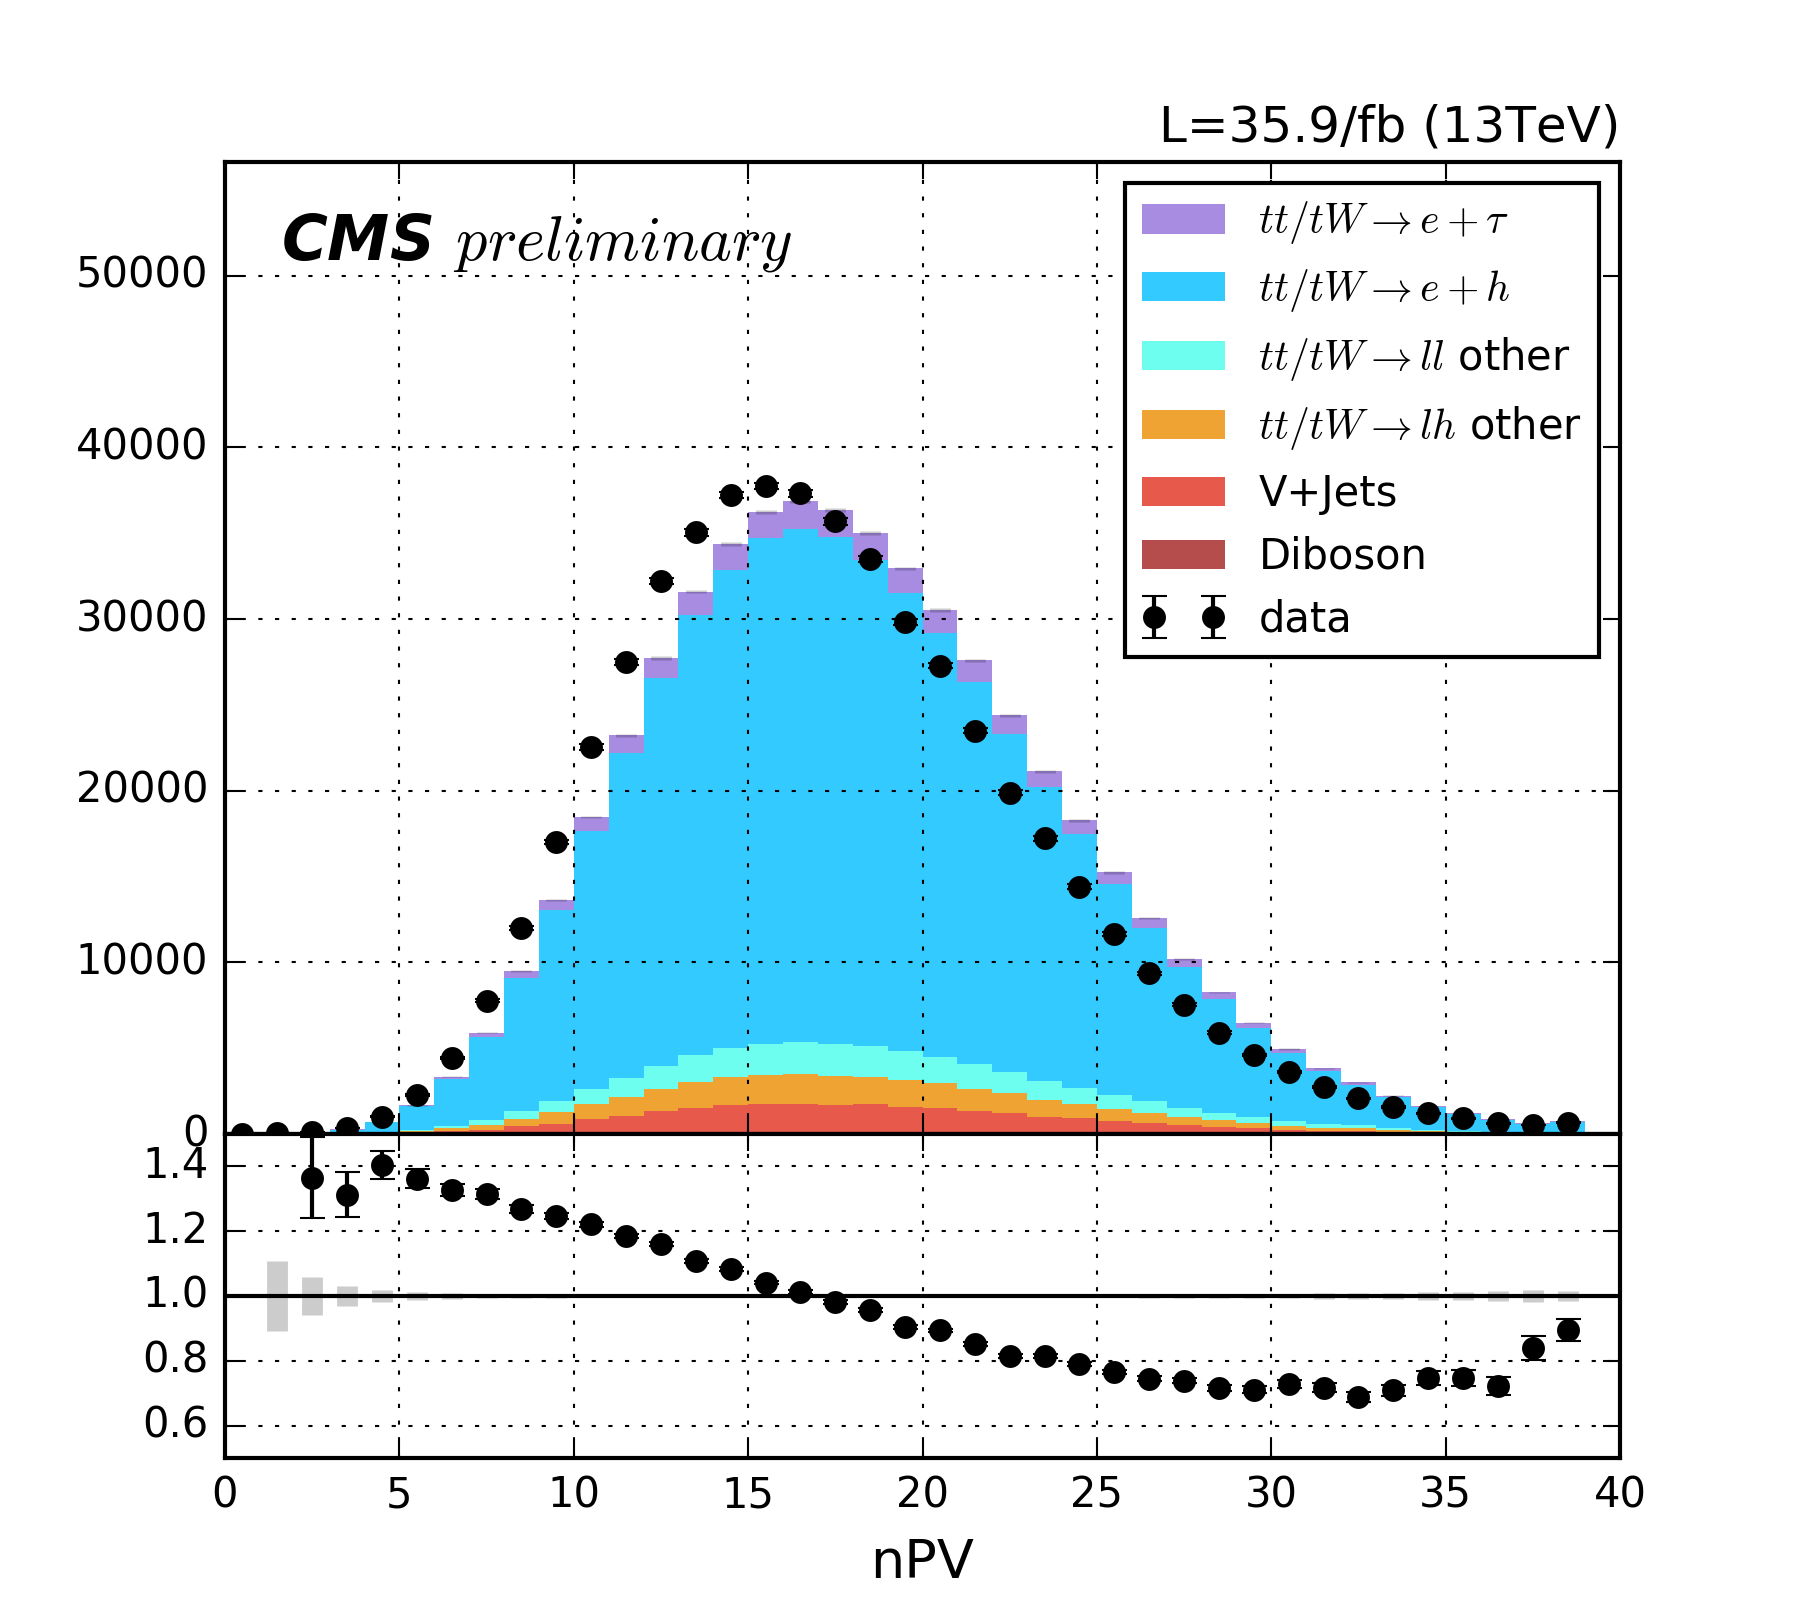 L=35.9/fb (13TeV)
CMS preliminary
tt/tW→e+τ
tt/tW→e+h
tt/tW→ll other
tt/tW→lh other
V+Jets
Diboson
data
50000
40000
30000
20000
10000
0
1.4
1.2
1.0
0.8
0.6
0 5 10 15 20 25 30 35 40
nPV